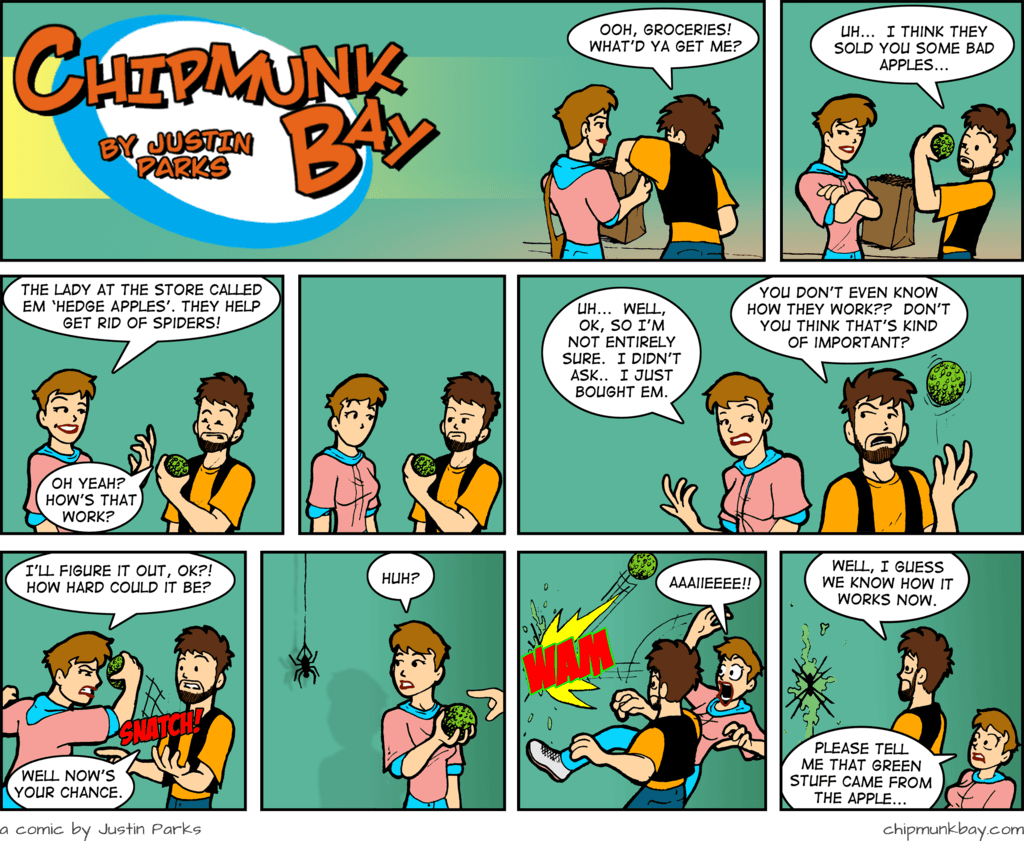 CHIPMUNK
BAY
BY JUSTIN
PARKS
OOH, GROCERIES!
WHAT'D YA GET ME?
UH... I THINK THEY
SOLD YOU SOME BAD
APPLES...
THE LADY AT THE STORE CALLED
EM 'HEDGE APPLES'. THEY HELP
GET RID OF SPIDERS!
OH YEAH?
HOW'S THAT
WORK?
UH... WELL,
OK, SO I'M
NOT ENTIRELY
SURE. I DIDN'T
ASK.. I JUST
BOUGHT EM.
YOU DON'T EVEN KNOW
HOW THEY WORK?? DON'T
YOU THINK THAT'S KIND
OF IMPORTANT?
I'LL FIGURE IT OUT, OK?!
HOW HARD COULD IT BE?
SNATCH!
WELL NOW'S
YOUR CHANCE.
HUH?
AAAIIEEEE!!
WAM
WELL, I GUESS
WE KNOW HOW IT
WORKS NOW.
PLEASE TELL
ME THAT GREEN
STUFF CAME FROM
THE APPLE...
a comic by Justin Parks
chipmunkbay.com